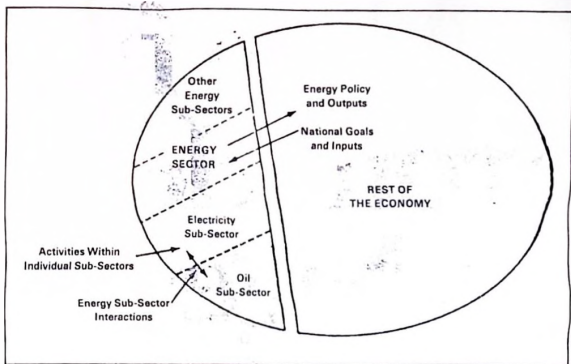 Other
Energy
Sub-Sectors
Energy Policy
and Outputs
National Goals
and Inputs
ENERGY
SECTOR
REST OF
THE ECONOMY
Electricity
Sub-Sector
Activities Within
Individual Sub-Sectors
Oil
Sub-Sector
Energy Sub-Sector
Interactions